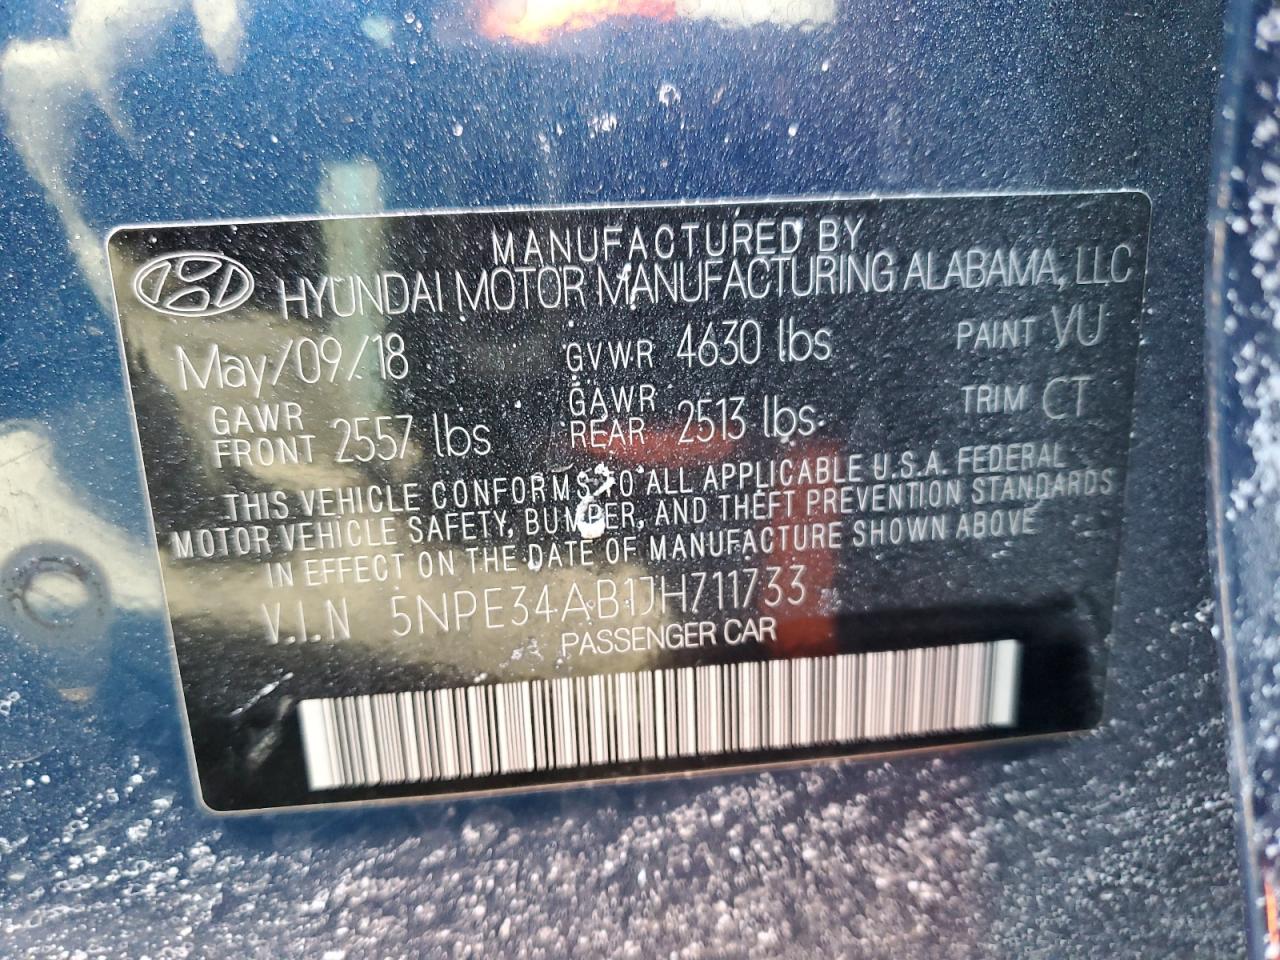 MANUFACTURED BY
HYUNDAI MOTOR MANUFACTURING ALABAMA, LLC
May/09/18 GVWR 4630 lbs PAINT VU
GAWR FRONT 2557 lbs GAWR REAR 2513 lbs TRIM CT
THIS VEHICLE CONFORMS TO ALL APPLICABLE U.S.A. FEDERAL
MOTOR VEHICLE SAFETY, BUMPER, AND THEFT PREVENTION STANDARDS
IN EFFECT ON THE DATE OF MANUFACTURE SHOWN ABOVE
V.I.N 5NPE34AB1JH711733
PASSENGER CAR